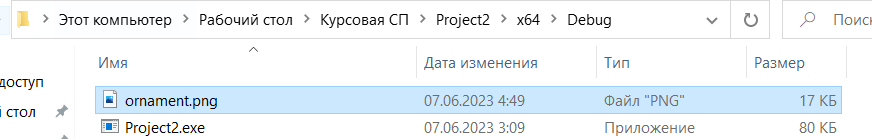 Этот компьютер > Рабочий стол > Курсовая СП > Project2 > x64 > Debug Поиск
Имя Дата изменения Тип Размер
доступ
ornament.png 07.06.2023 4:49 Файл "PNG" 17 КБ
й стол Project2.exe 07.06.2023 3:09 Приложение 80 КБ